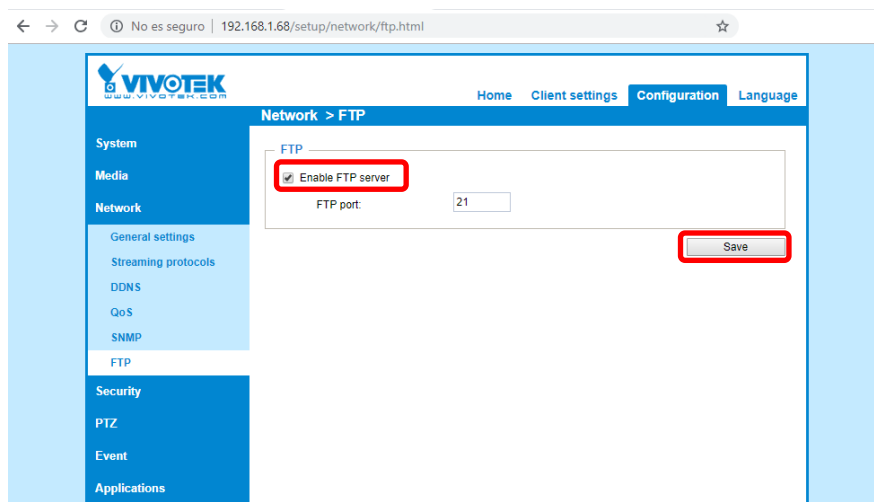 No es seguro | 192.168.1.68/setup/network/ftp.html
VIVOTEK
www.vivotek.com
Home Client settings Configuration Language
Network > FTP
System
Media
Network
General settings
Streaming protocols
DDNS
QoS
SNMP
FTP
Security
PTZ
Event
Applications
FTP
Enable FTP server
FTP port: 21
Save